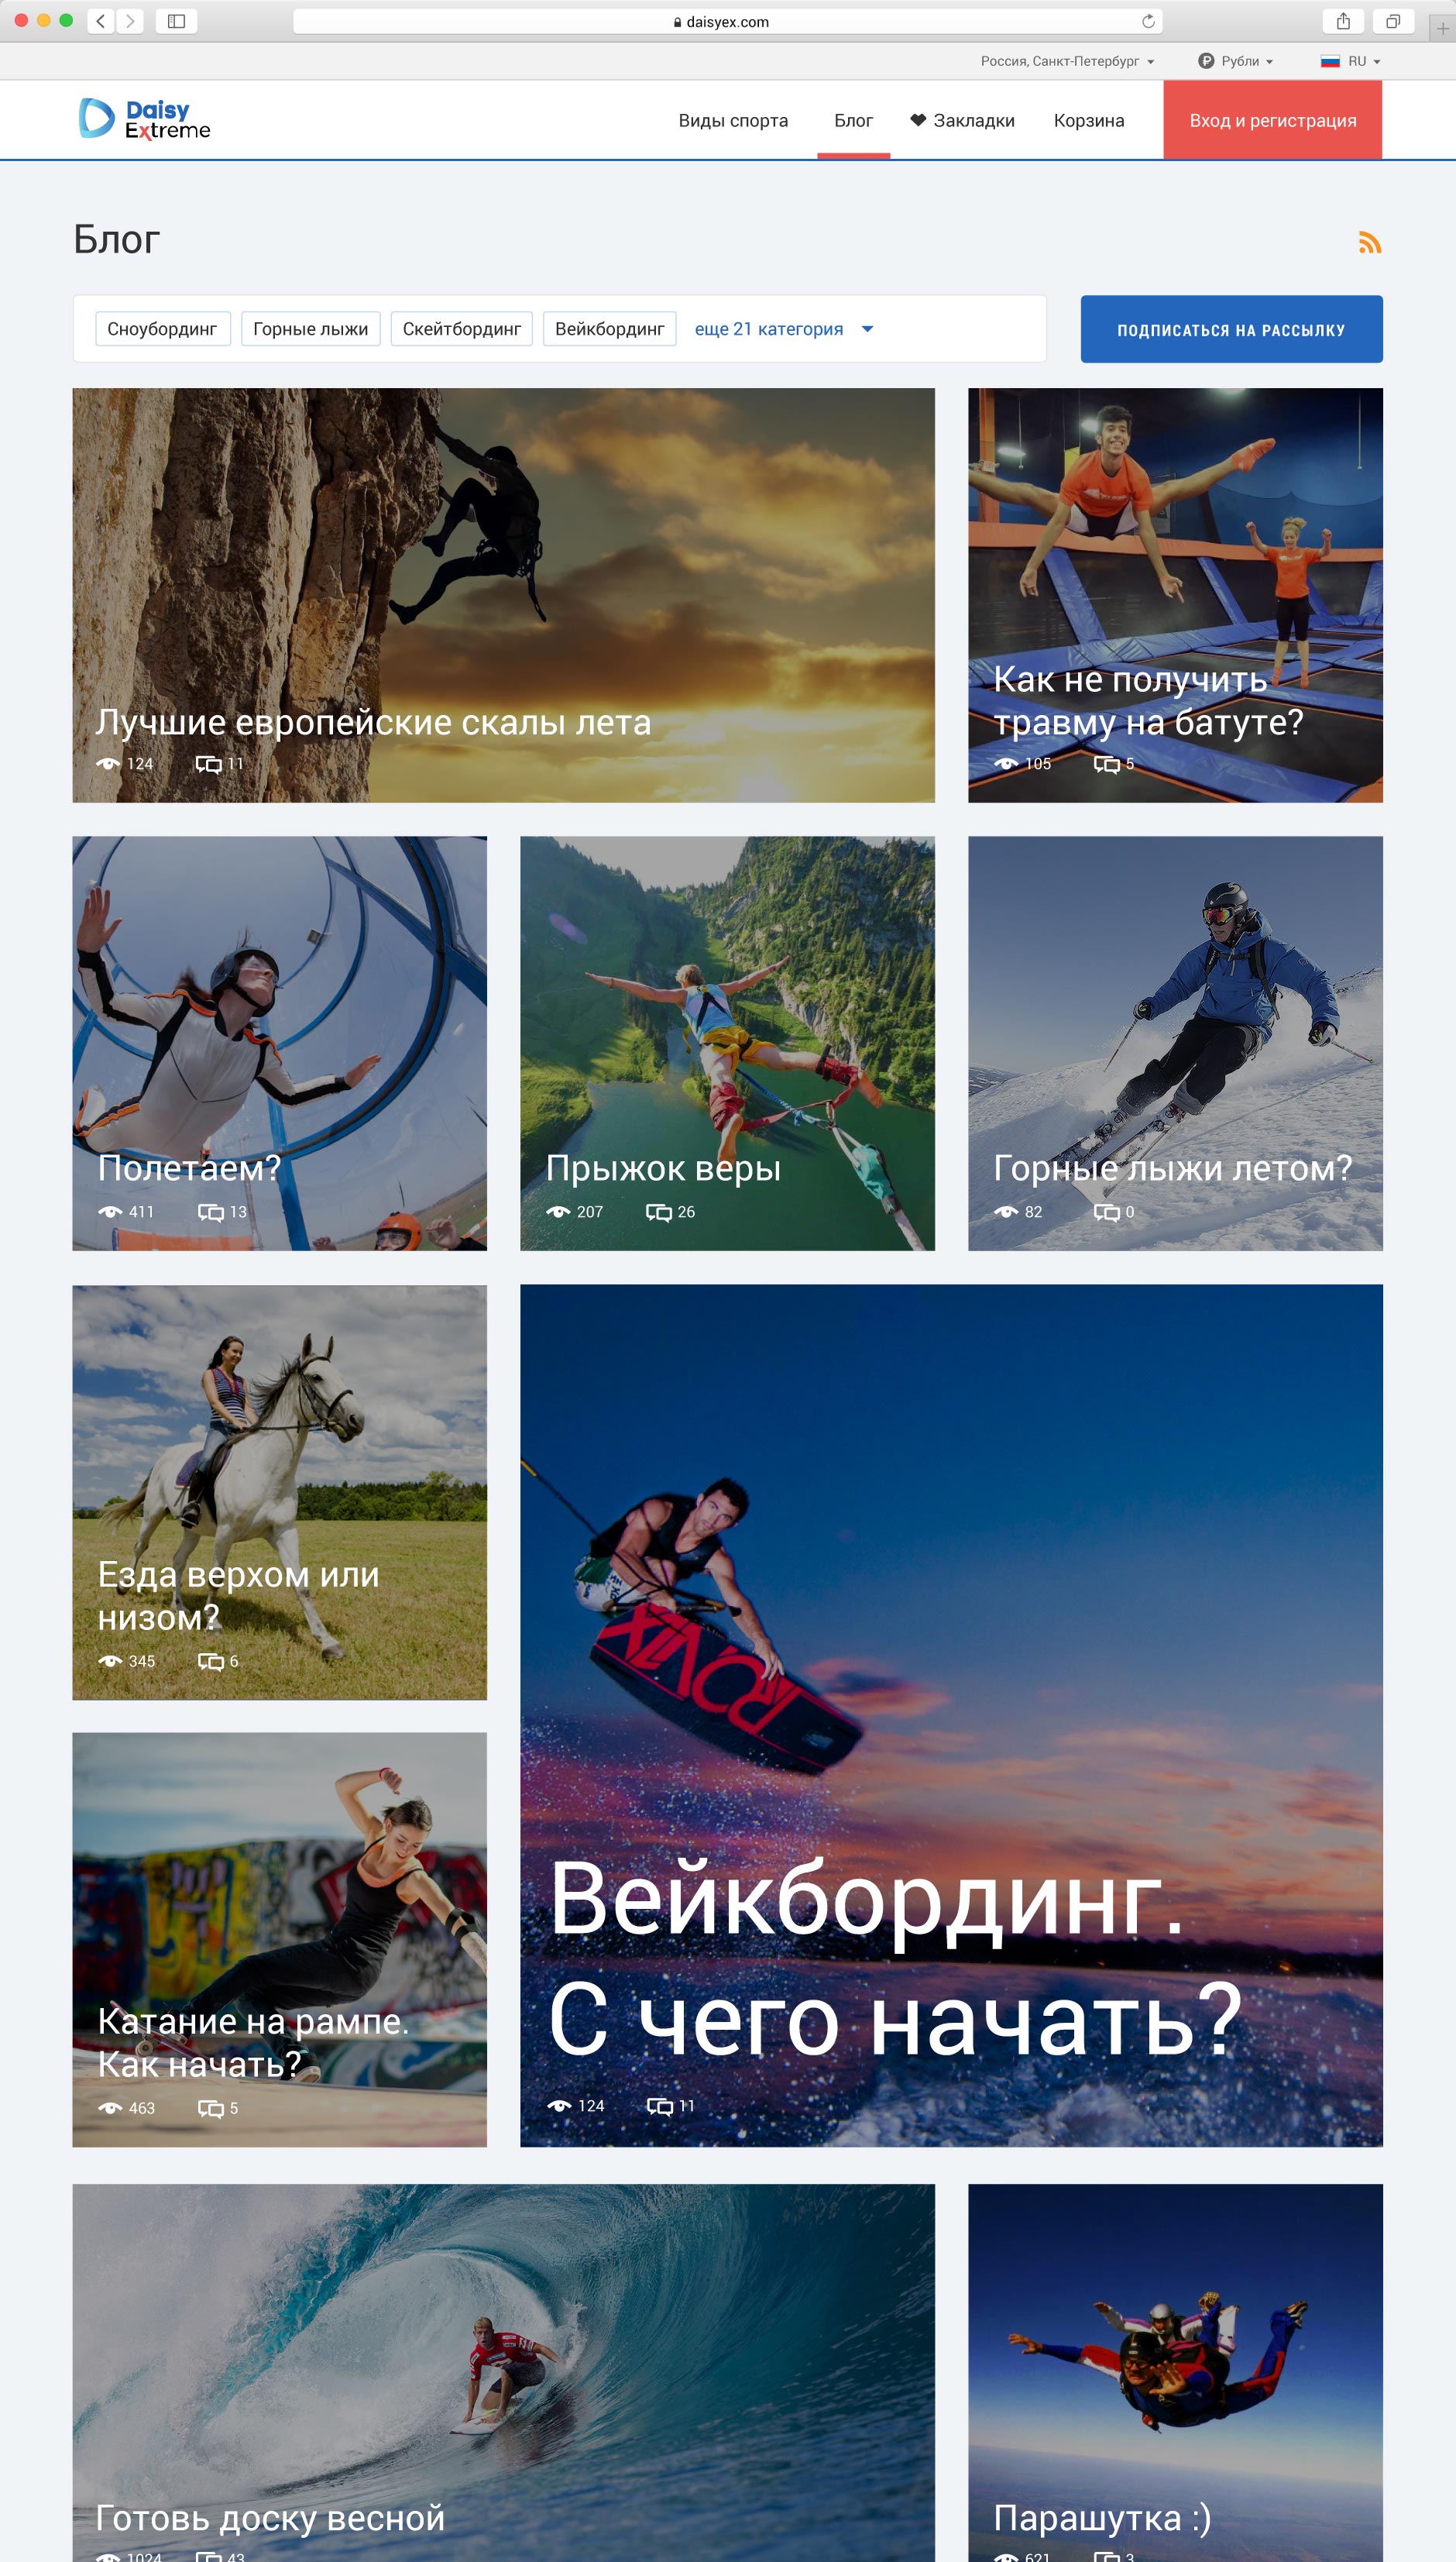 daisyex.com
Россия, Санкт-Петербург
Рубли
RU
Daisy
Extreme
Виды спорта
Блог
Закладки
Корзина
Вход и регистрация
Блог
Сноубординг
Горные лыжи
Скейтбординг
Вейкбординг
еще 21 категория
ПОДПИСАТЬСЯ НА РАССЫЛКУ
Лучшие европейские скалы лета
124
11
Как не получить
травму на батуте?
105
5
Полетаем?
411
13
Прыжок веры
207
26
Горные лыжи летом?
82
0
Езда верхом или
низом?
345
6
RONIX
Вейкбординг.
С чего начать?
124
11
Катание на рампе.
Как начать?
463
5
Готовь доску весной
1024
43
Парашутка :)
621
3